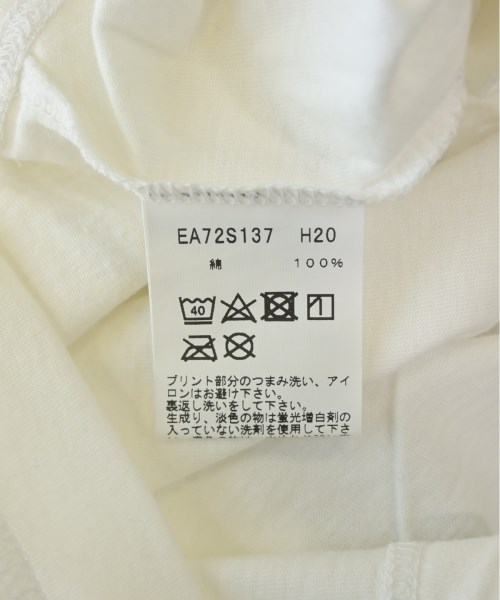 EA72S137 H20
綿 100%
40
プリント部分のつまみ洗い、アイ
ロンはお避け下さい。
裏返し洗いをして下さい。
生成り、淡色の物は蛍光増白剤の
入っていない洗剤を使用して下さ